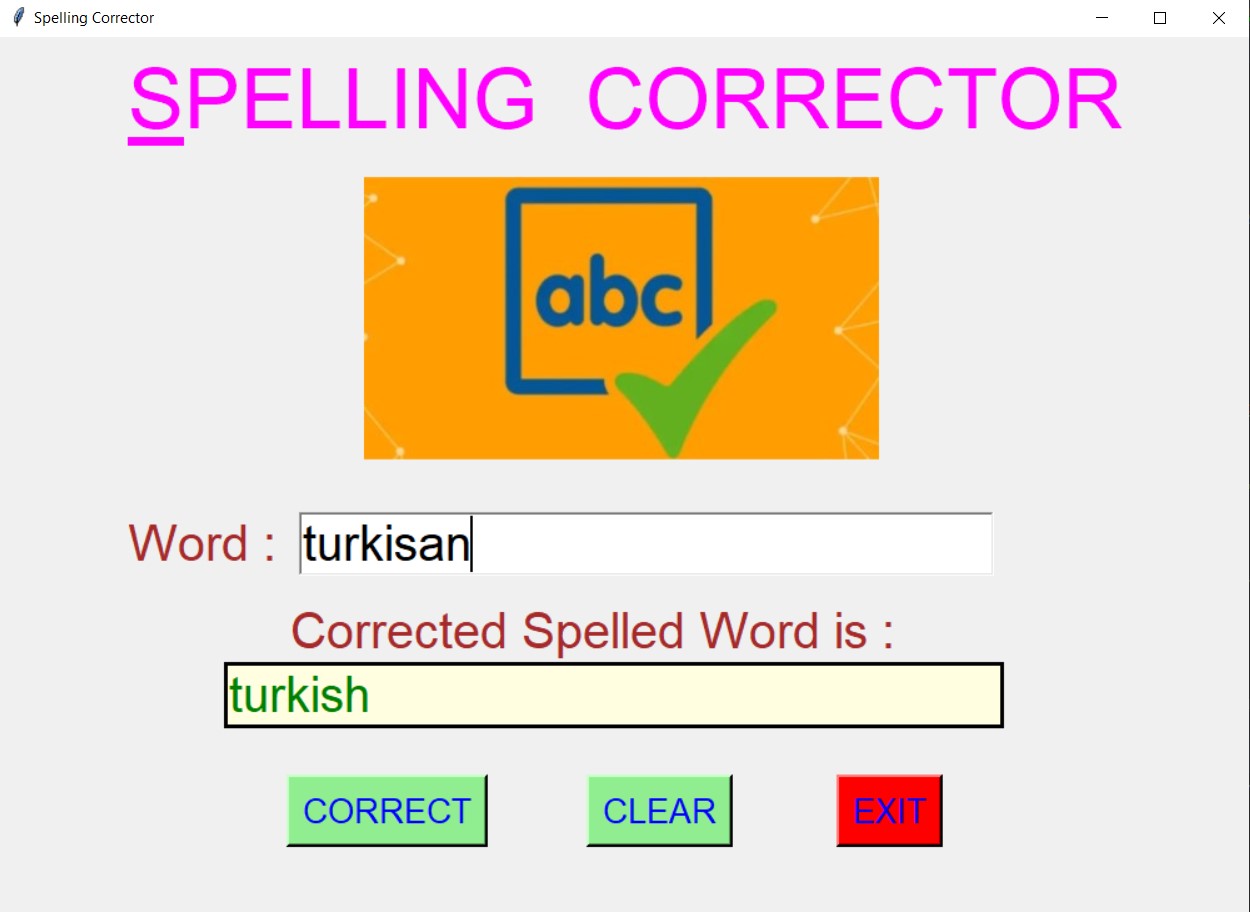 Spelling Corrector
SPELLING CORRECTOR
abc
Word : turkisan
Corrected Spelled Word is :
turkish
CORRECT CLEAR EXIT